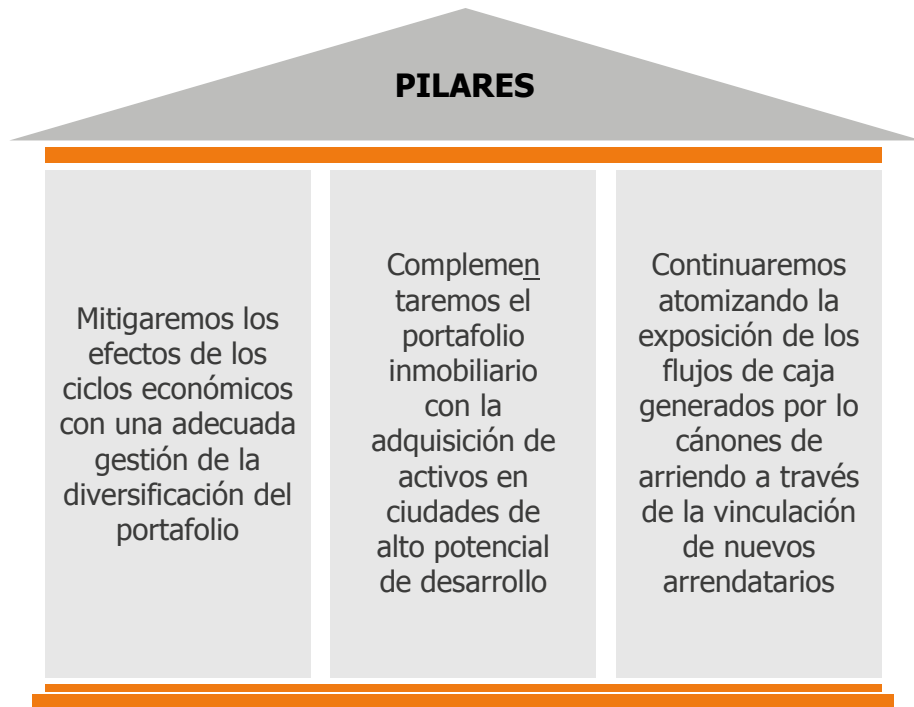 PILARES
Mitigaremos los
efectos de los
ciclos económicos
con una adecuada
gestión de la
diversificación del
portafolio
Complemen
taremos el
portafolio
inmobiliario
con la
adquisición de
activos en
ciudades de
alto potencial
de desarrollo
Continuaremos
atomizando la
exposición de los
flujos de caja
generados por lo
cánones de
arriendo a través
de la vinculación
de nuevos
arrendatarios